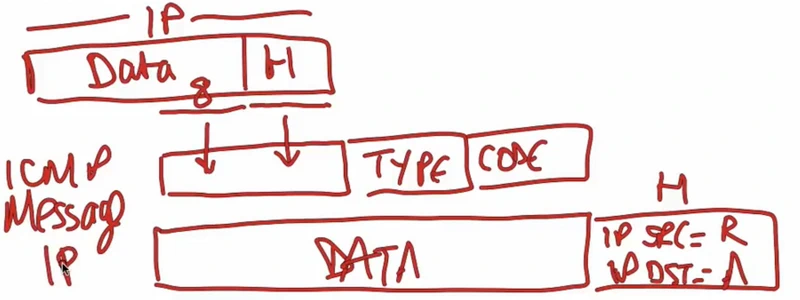 IP
Data H
8
ICMP
Message
IP
TYPE CODE
H
DATA
IP SRC = R
IP DST = A